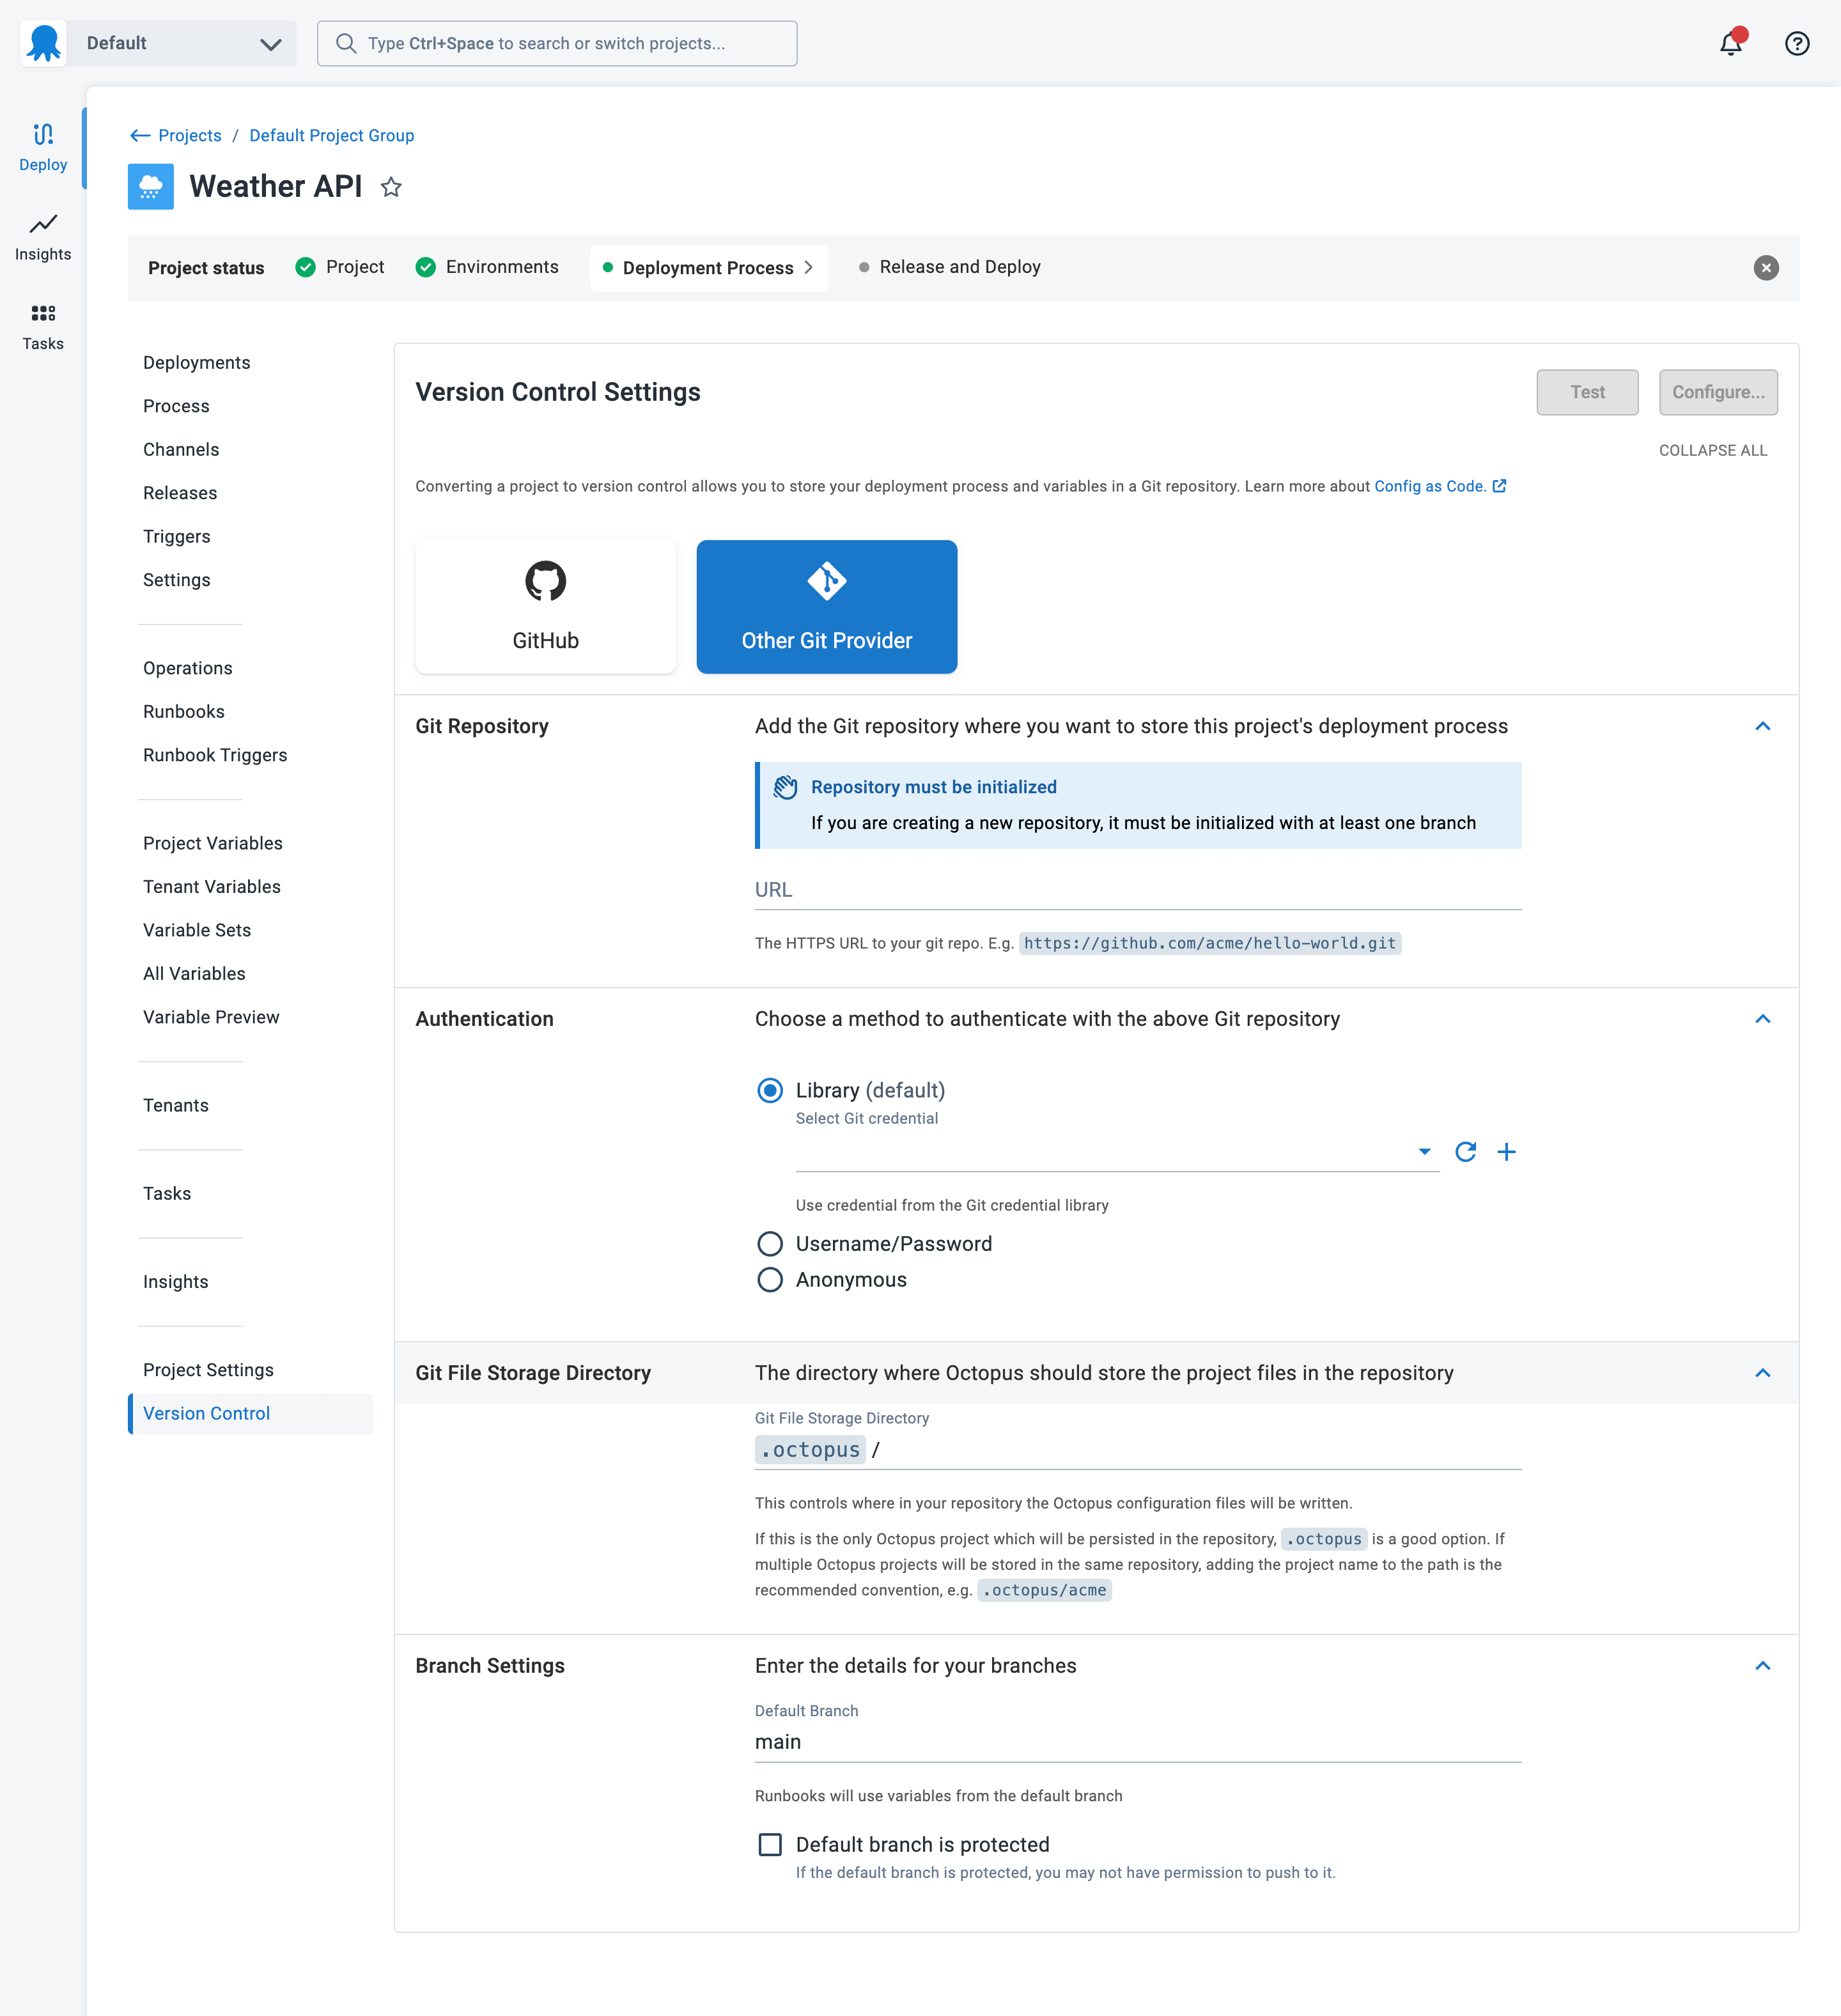 Default
Type Ctrl+Space to search or switch projects...
Deploy
Insights
Tasks
Projects / Default Project Group
Weather API
Project status Project Environments Deployment Process Release and Deploy
Deployments
Process
Channels
Releases
Triggers
Settings
Operations
Runbooks
Runbook Triggers
Project Variables
Tenant Variables
Variable Sets
All Variables
Variable Preview
Tenants
Tasks
Insights
Project Settings
Version Control
Version Control Settings
Test
Configure...
COLLAPSE ALL
Converting a project to version control allows you to store your deployment process and variables in a Git repository. Learn more about Config as Code.
GitHub
Other Git Provider
Git Repository
Add the Git repository where you want to store this project's deployment process
Repository must be initialized
If you are creating a new repository, it must be initialized with at least one branch
URL
The HTTPS URL to your git repo. E.g. https://github.com/acme/hello-world.git
Authentication
Choose a method to authenticate with the above Git repository
Library (default)
Select Git credential
Use credential from the Git credential library
Username/Password
Anonymous
Git File Storage Directory
The directory where Octopus should store the project files in the repository
Git File Storage Directory
.octopus /
This controls where in your repository the Octopus configuration files will be written.
If this is the only Octopus project which will be persisted in the repository, .octopus is a good option. If
multiple Octopus projects will be stored in the same repository, adding the project name to the path is the
recommended convention, e.g. .octopus/acme
Branch Settings
Enter the details for your branches
Default Branch
main
Runbooks will use variables from the default branch
Default branch is protected
If the default branch is protected, you may not have permission to push to it.